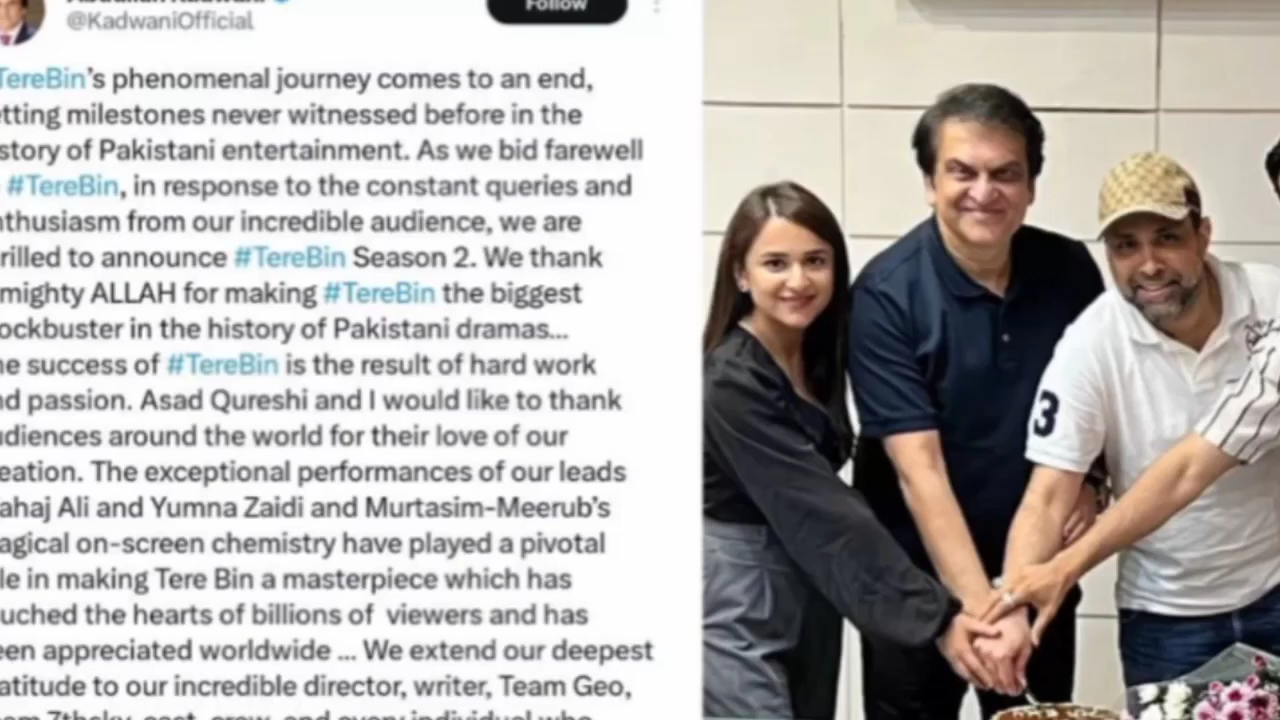 @KadwaniOfficial
Follow
TereBin's phenomenal journey comes to an end,
etting milestones never witnessed before in the
story of Pakistani entertainment. As we bid farewell
#TereBin, in response to the constant queries and
nthusiasm from our incredible audience, we are
rilled to announce #TereBin Season 2. We thank
mighty ALLAH for making #TereBin the biggest
ockbuster in the history of Pakistani dramas...
he success of #TereBin is the result of hard work
nd passion. Asad Qureshi and I would like to thank
udiences around the world for their love of our
eation. The exceptional performances of our leads
ahaj Ali and Yumna Zaidi and Murtasim-Meerub's
agical on-screen chemistry have played a pivotal
le in making Tere Bin a masterpiece which has
uched the hearts of billions of viewers and has
een appreciated worldwide ... We extend our deepest
atitude to our incredible director, writer, Team Geo,
3